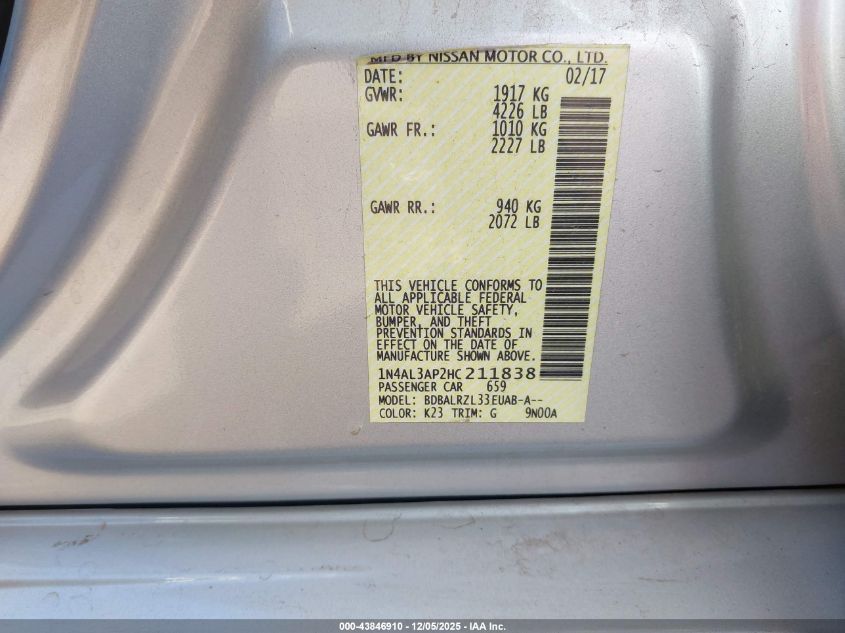 MFD BY NISSAN MOTOR CO., LTD.
DATE: 02/17
GVWR: 1917 KG
4226 LB
GAWR FR.: 1010 KG
2227 LB
GAWR RR.: 940 KG
2072 LB
THIS VEHICLE CONFORMS TO
ALL APPLICABLE FEDERAL
MOTOR VEHICLE SAFETY,
BUMPER, AND THEFT
PREVENTION STANDARDS IN
EFFECT ON THE DATE OF
MANUFACTURE SHOWN ABOVE.
1N4AL3AP2HC211838
PASSENGER CAR 659
MODEL: BDBALRZL33EUAB-A--
COLOR: K23 TRIM: G 9N00A
000-43846910 - 12/05/2025 - IAA Inc.